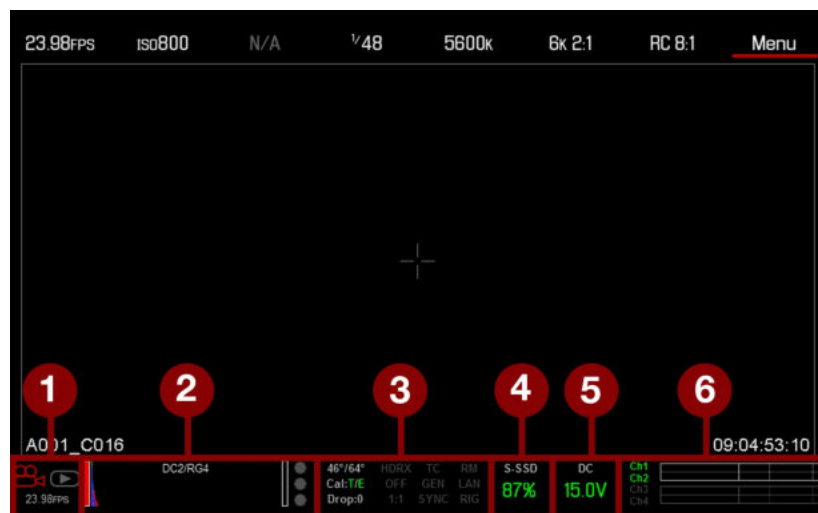 23.98FPS ISO800 N/A 1/48 5600K 6K 2:1 RC 8:1 Menu
1 2 3 4 5 6
A001_C016 09:04:53:10
DC2/RG4 46°/64° HDRX TC RM S-SSD DC Ch1
Cal:T/E OFF GEN LAN 87% 15.0V Ch2
23.98FPS Drop:0 1:1 SYNC RIG Ch3
Ch4